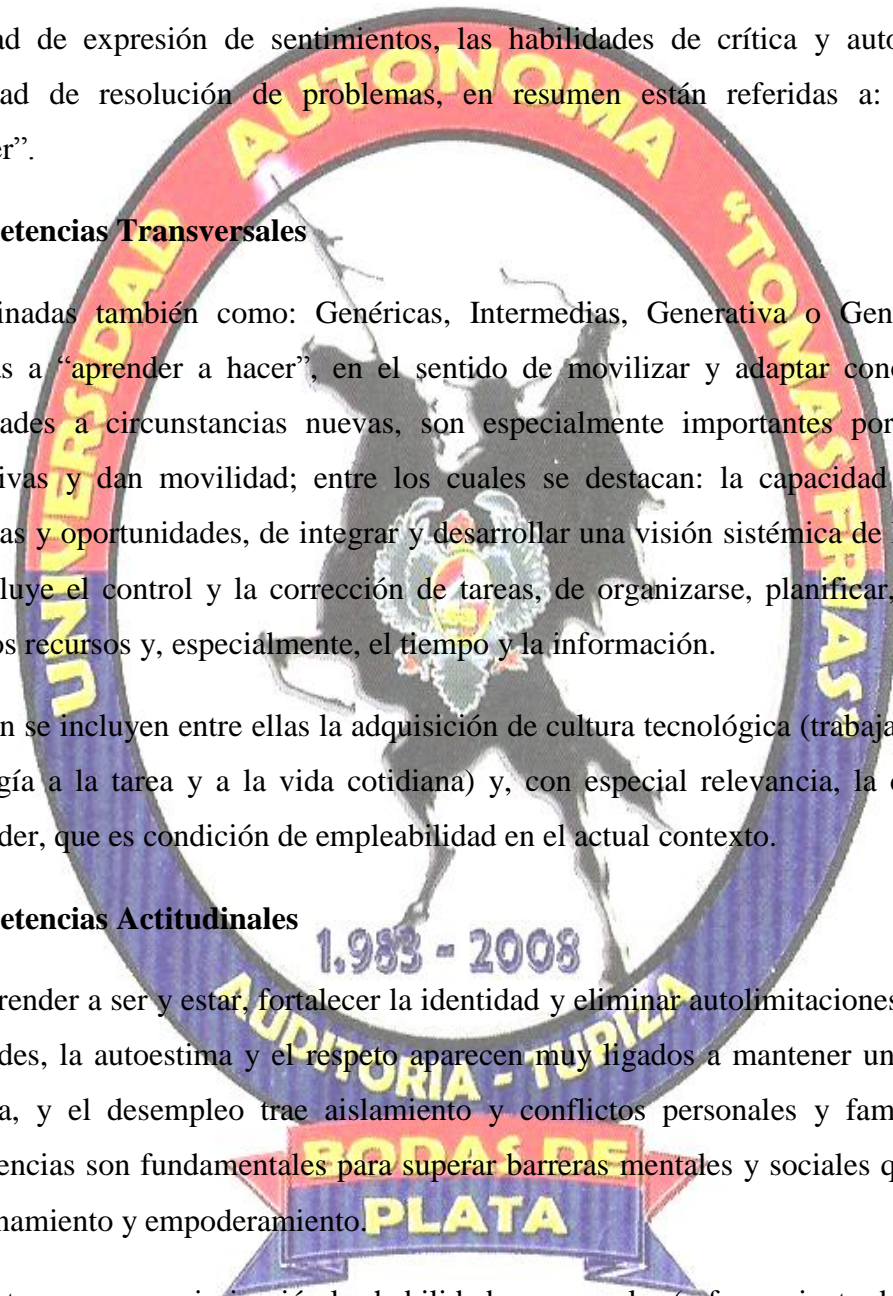 ad de expresión de sentimientos, las habilidades de crítica y auto
ad de resolución de problemas, en resumen están referidas a:
er”.
petencias Transversales
inadas también como: Genéricas, Intermedias, Generativa o Gen
as a “aprender a hacer”, en el sentido de movilizar y adaptar cono
ades a circunstancias nuevas, son especialmente importantes por
ivas y dan movilidad; entre los cuales se destacan: la capacidad
as y oportunidades, de integrar y desarrollar una visión sistémica de
luye el control y la corrección de tareas, de organizarse, planificar,
os recursos y, especialmente, el tiempo y la información.
n se incluyen entre ellas la adquisición de cultura tecnológica (trabaja
gía a la tarea y a la vida cotidiana) y, con especial relevancia, la
der, que es condición de empleabilidad en el actual contexto.
petencias Actitudinales
render a ser y estar, fortalecer la identidad y eliminar autolimitaciones
des, la autoestima y el respeto aparecen muy ligados a mantener un
a, y el desempleo trae aislamiento y conflictos personales y fam
encias son fundamentales para superar barreras mentales y sociales q
namiento y empoderamiento.
UNIVERSIDAD AUTONOMA “TOMAS FRIAS”
1.983 - 2008
AUDITORIA - TUPIZA
BODAS DE
PLATA